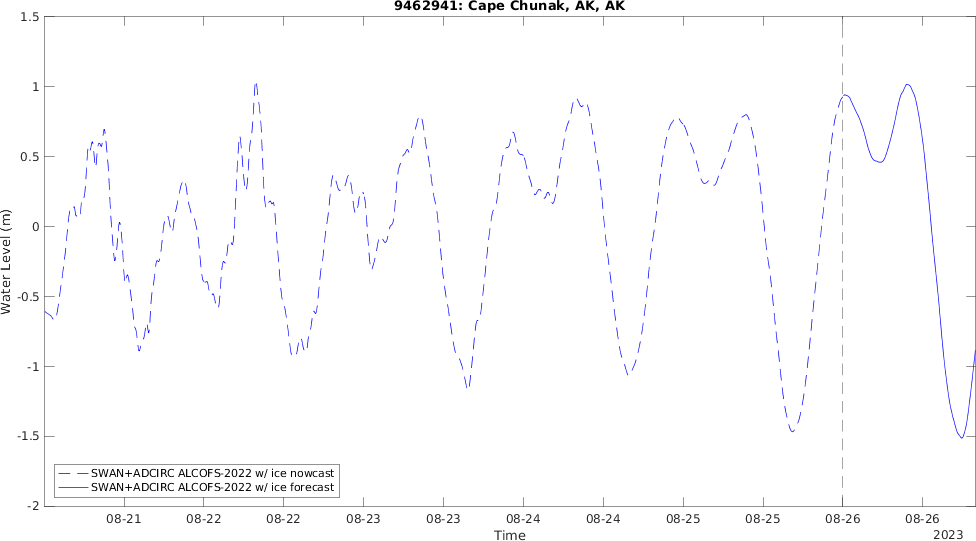 9462941: Cape Chunak, AK, AK
1.5
1
0.5
0
-0.5
-1
-1.5
-2
Water Level (m)
SWAN+ADCIRC ALCOFS-2022 w/ ice nowcast
SWAN+ADCIRC ALCOFS-2022 w/ ice forecast
08-21 08-22 08-22 08-23 08-23 08-24 08-24 08-25 08-25 08-26 08-26
Time
2023